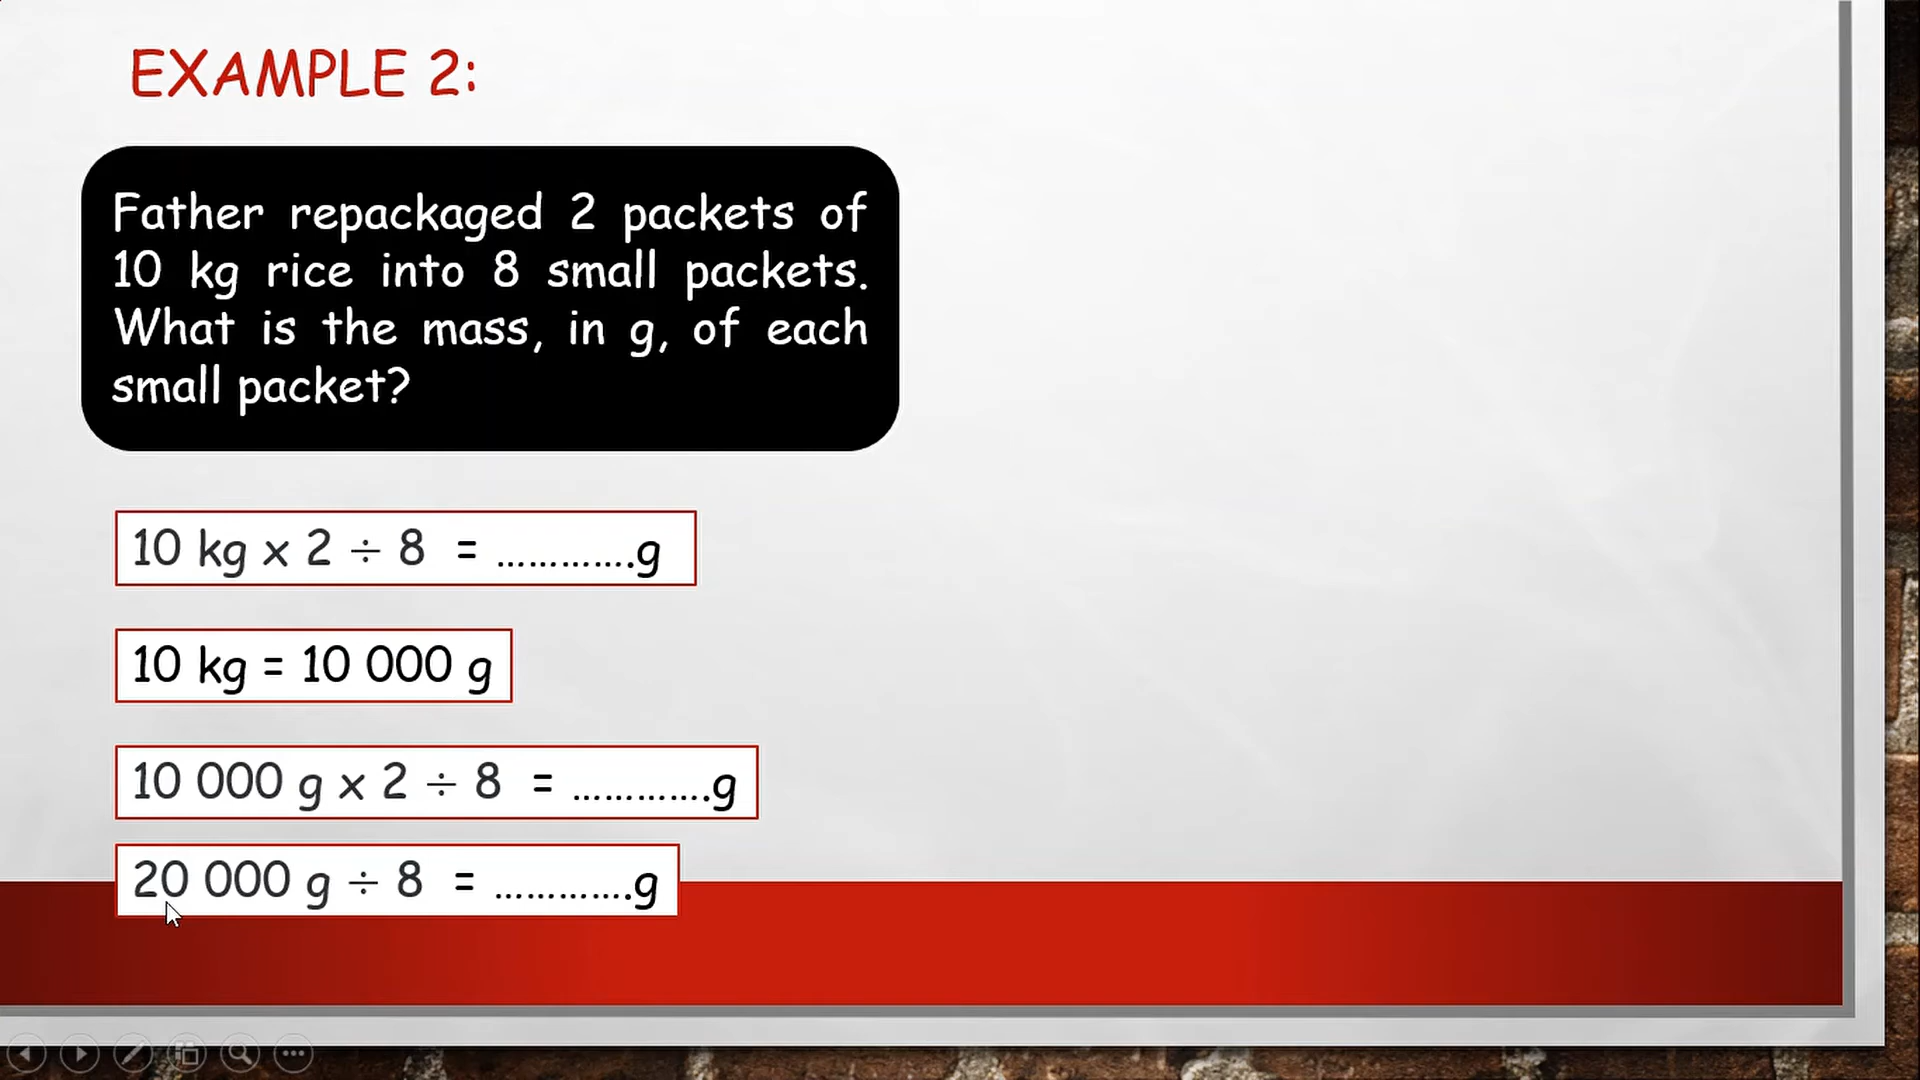 EXAMPLE 2:
Father repackaged 2 packets of
10 kg rice into 8 small packets.
What is the mass, in g, of each
small packet?
10 kg x 2 ÷ 8 = .............g
10 kg = 10 000 g
10 000 g x 2 ÷ 8 = .............g
20 000 g ÷ 8 = .............g